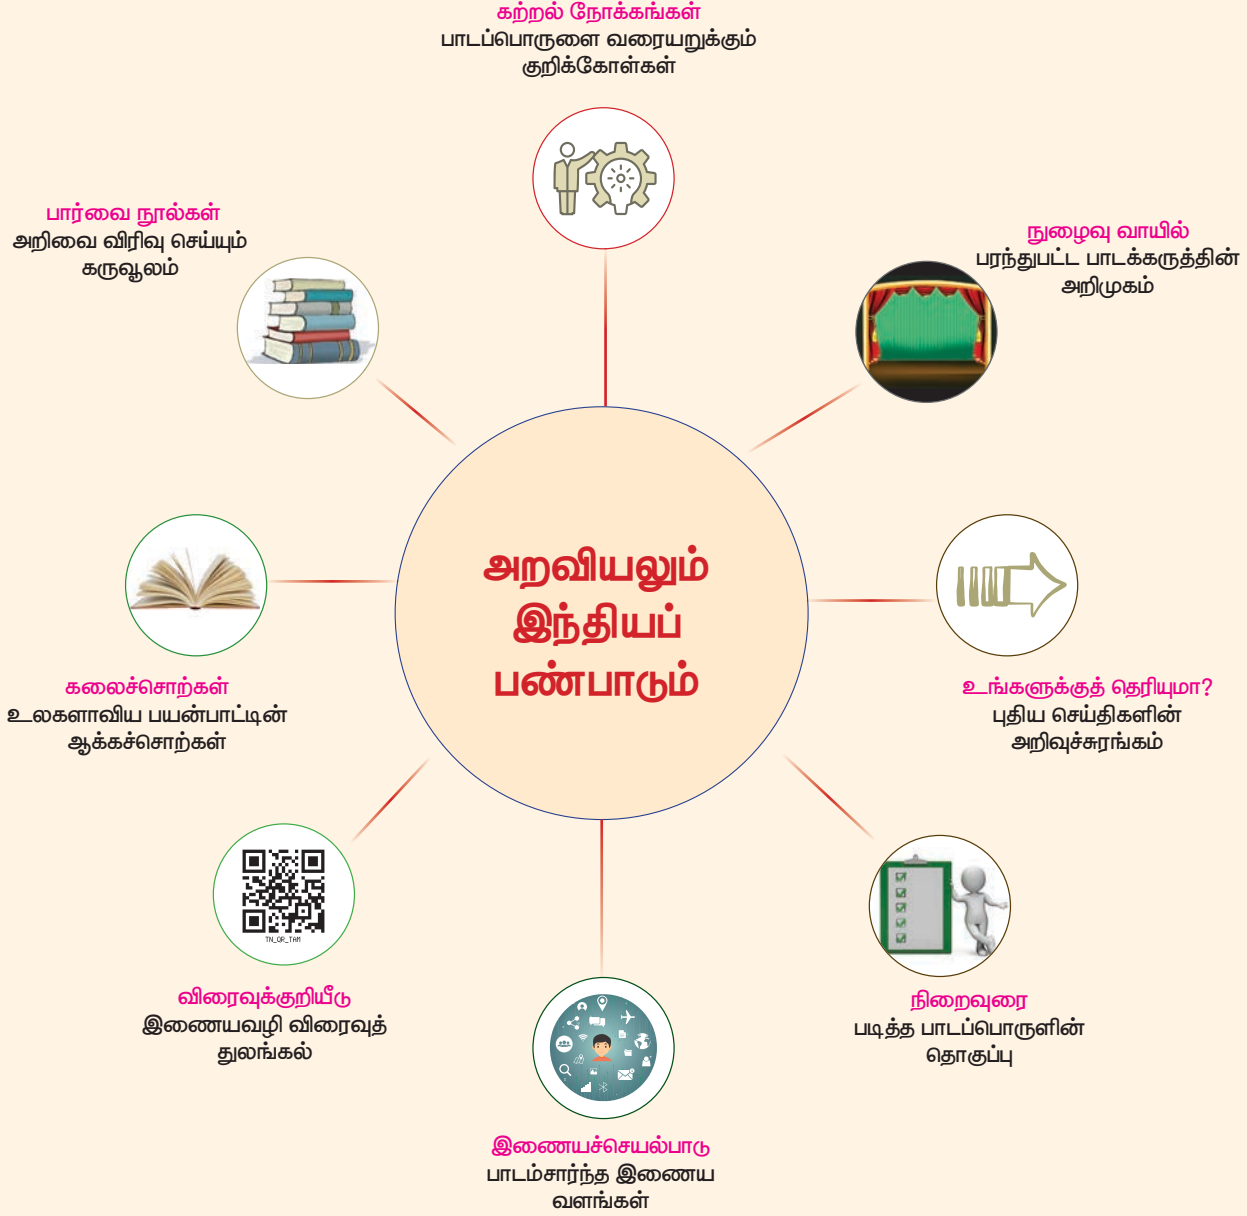 கற்றல் நோக்கங்கள்
பாடப்பொருளை வரையறுக்கும்
குறிக்கோள்கள்
பார்வை நூல்கள்
அறிவை விரிவு செய்யும்
கருவூலம்
நுழைவு வாயில்
பரந்துபட்ட பாடக்கருத்தின்
அறிமுகம்
அறவியலும்
இந்தியப்
பண்பாடும்
கலைச்சொற்கள்
உலகளாவிய பயன்பாட்டின்
ஆக்கச்சொற்கள்
உங்களுக்குத் தெரியுமா?
புதிய செய்திகளின்
அறிவுச்சுரங்கம்
TN_QR_TAM
விரைவுக்குறியீடு
இணையவழி விரைவுத்
துலங்கல்
நிறைவுரை
படித்த பாடப்பொருளின்
தொகுப்பு
இணையச்செயல்பாடு
பாடம்சார்ந்த இணைய
வளங்கள்